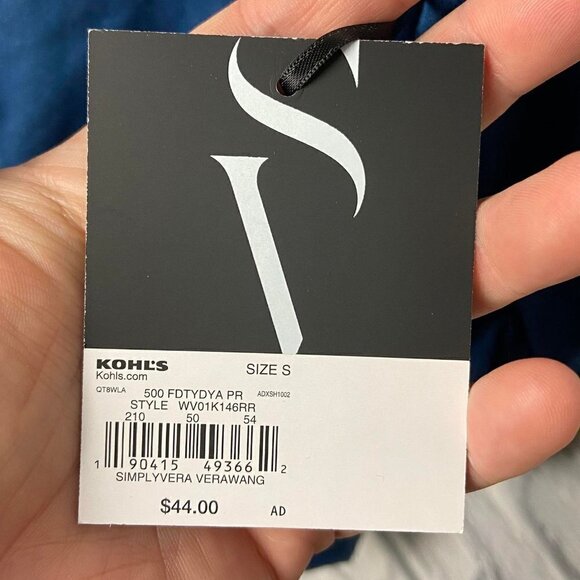 SV
KOHL'S SIZE S
Kohls.com
QT8WLA 500 FDTYDYA PR ADXSH1002
STYLE WV01K146RR
210 50 54
1 90415 49366 2
SIMPLYVERA VERAWANG
$44.00 AD